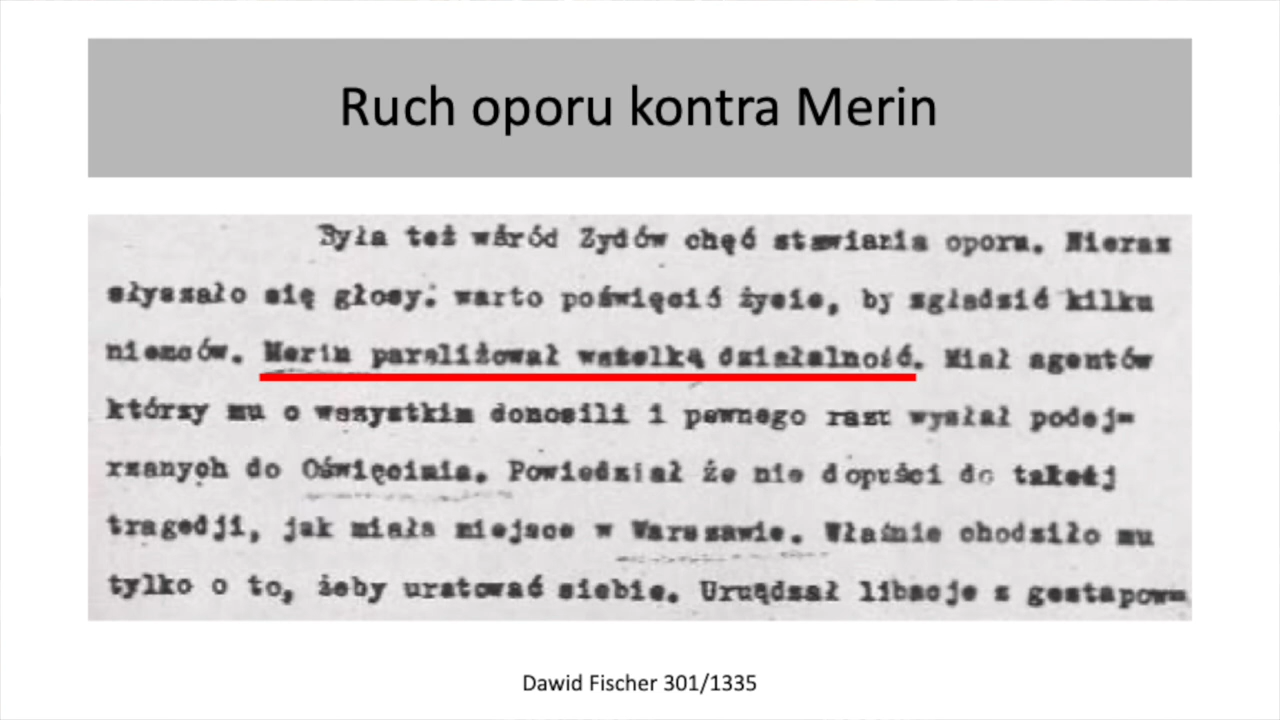 Ruch oporu kontra Merin
Była też wśród Zydów chęć stawiania oporu. Nieraz
słyszało się głosy: warto poświęcić życie, by zgładzić kilku
niemców. Merin paraliżował wszelką działalność. Miał agentów
którzy mu o wszystkim donosili i pewnego razu wysłał podej=
rzanych do Oświęcimia. Powiedział że nie dopuści do takiej
tragedji, jak miała miejsce w Warszawie. Właśnie chodziło mu
tylko o to, żeby uratować siebie. Urządzał libacje z gestapow=
Dawid Fischer 301/1335